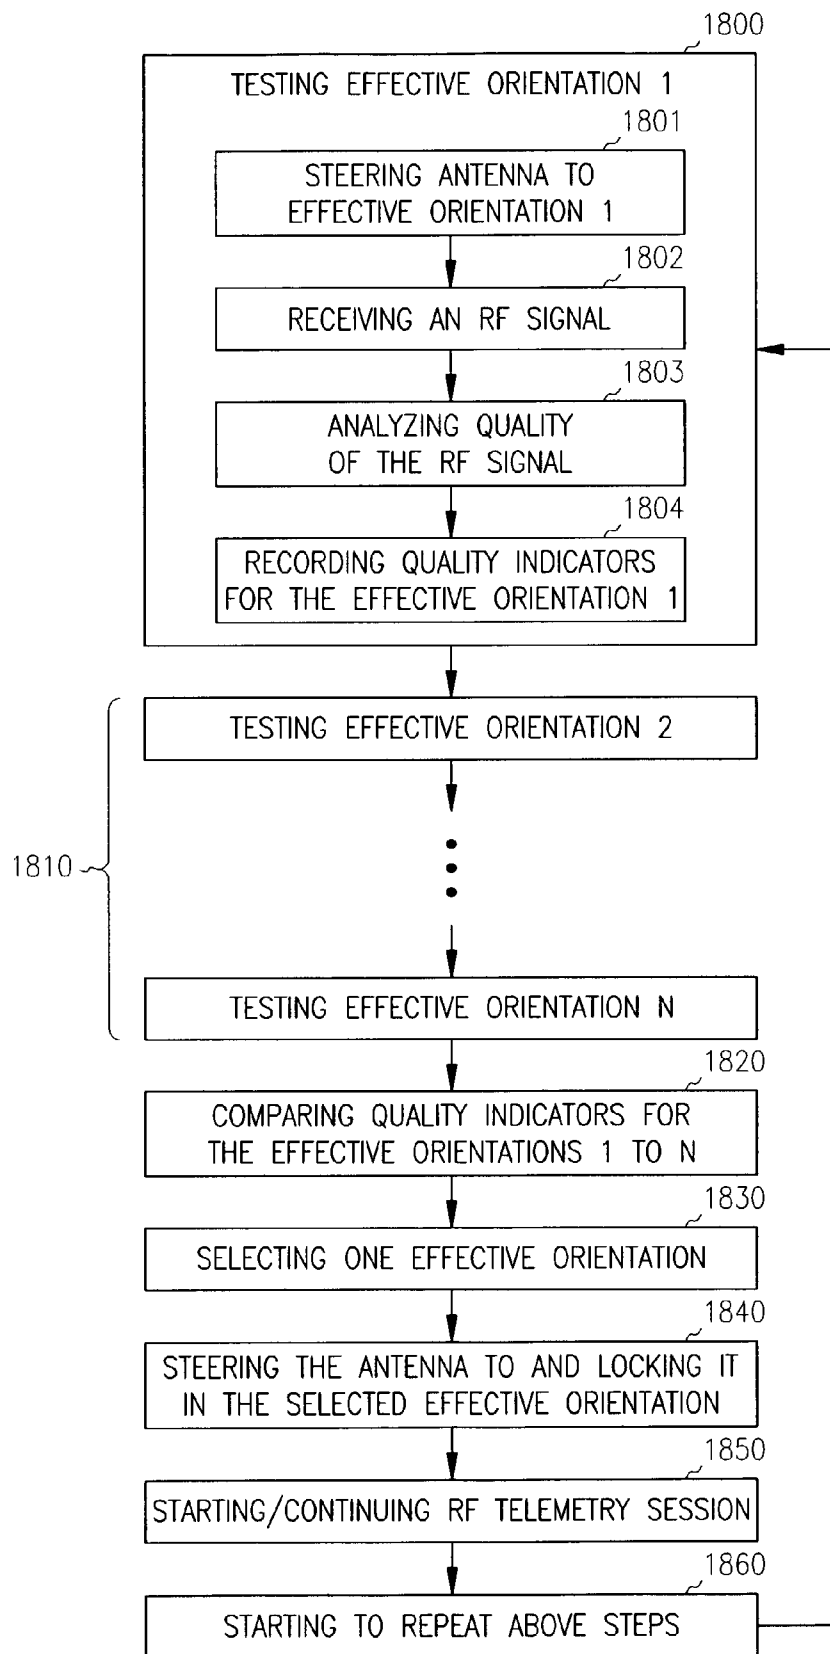 1800
TESTING EFFECTIVE ORIENTATION 1
1801
STEERING ANTENNA TO
EFFECTIVE ORIENTATION 1
1802
RECEIVING AN RF SIGNAL
1803
ANALYZING QUALITY
OF THE RF SIGNAL
1804
RECORDING QUALITY INDICATORS
FOR THE EFFECTIVE ORIENTATION 1
TESTING EFFECTIVE ORIENTATION 2
1810
TESTING EFFECTIVE ORIENTATION N
1820
COMPARING QUALITY INDICATORS FOR
THE EFFECTIVE ORIENTATIONS 1 TO N
1830
SELECTING ONE EFFECTIVE ORIENTATION
1840
STEERING THE ANTENNA TO AND LOCKING IT
IN THE SELECTED EFFECTIVE ORIENTATION
1850
STARTING/CONTINUING RF TELEMETRY SESSION
1860
STARTING TO REPEAT ABOVE STEPS